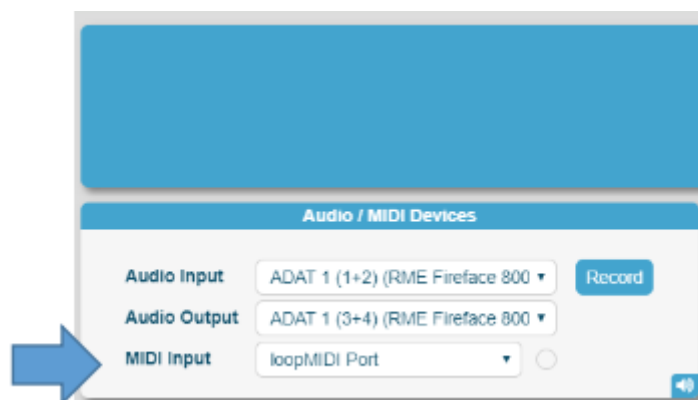 Audio / MIDI Devices
Audio Input ADAT 1 (1+2) (RME Fireface 800 Record
Audio Output ADAT 1 (3+4) (RME Fireface 800
MIDI Input loopMIDI Port